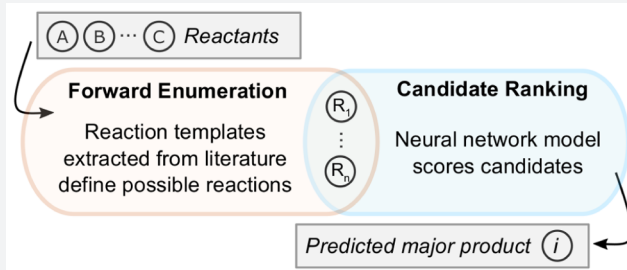 A B ... C Reactants
Forward Enumeration
Reaction templates
extracted from literature
define possible reactions
R1
⋮
Rn
Candidate Ranking
Neural network model
scores candidates
Predicted major product i